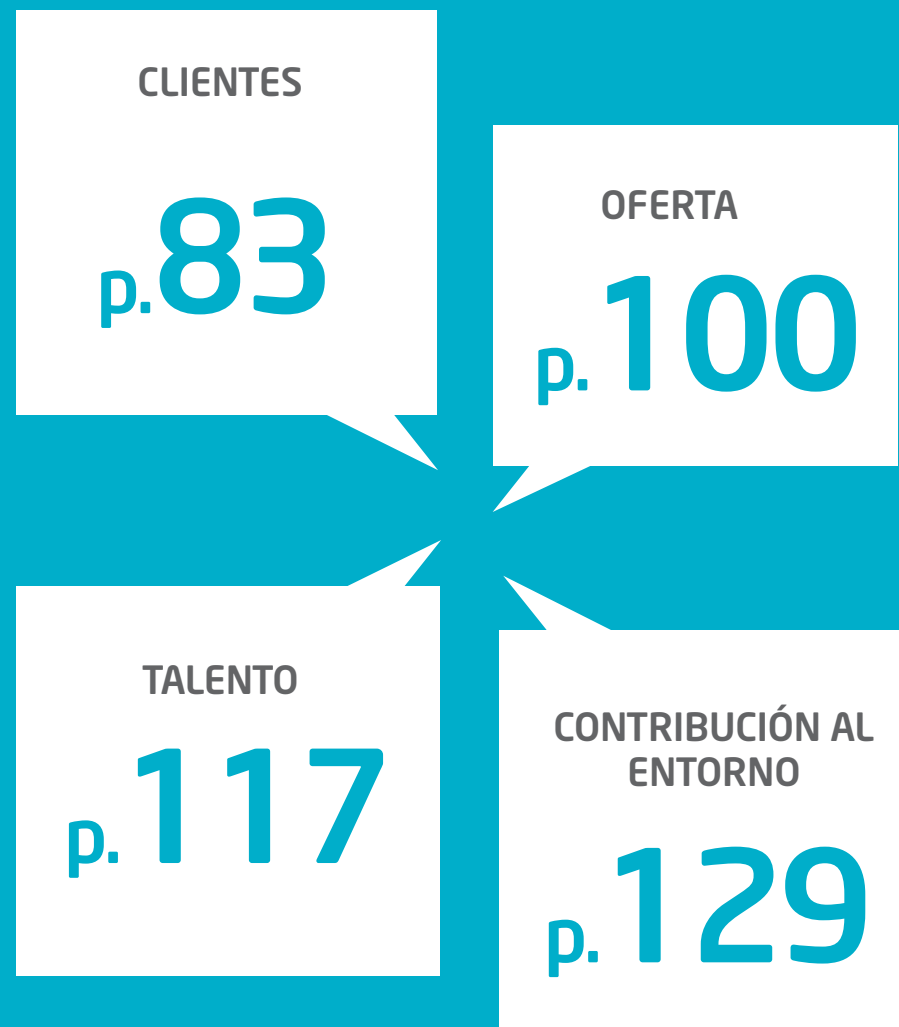 CLIENTES
p.83
OFERTA
p.100
TALENTO
p.117
CONTRIBUCIÓN AL
ENTORNO
p.129